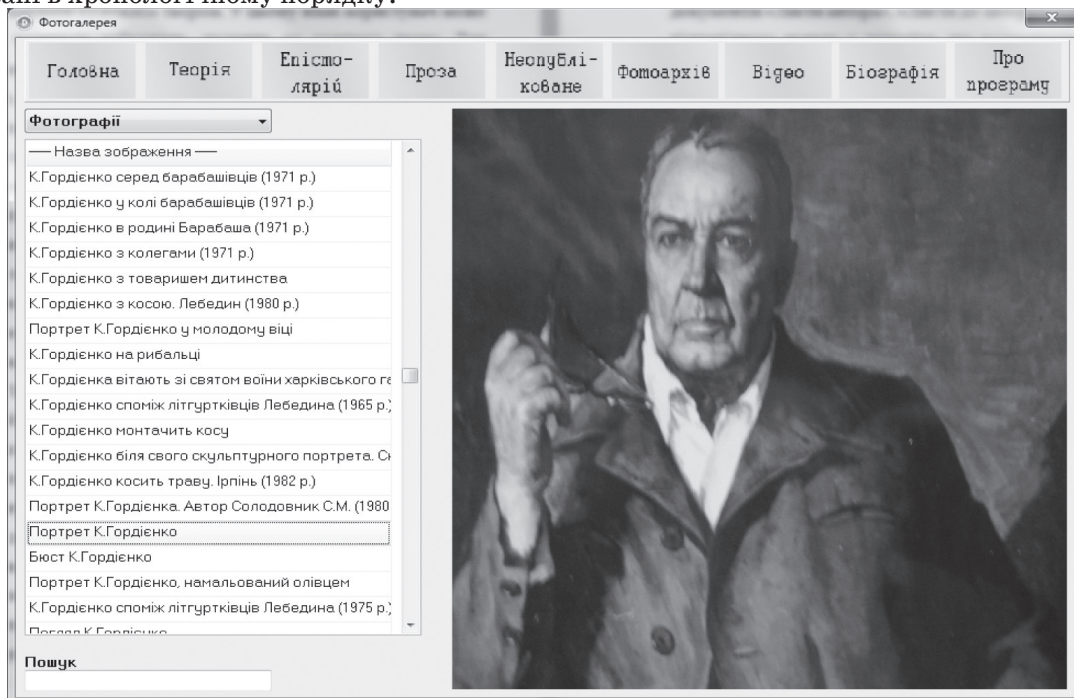 в хронологічному порядку.
Фотогалерея
Головна
Теорія
Епісто-
лярій
Проза
Неопублі-
коване
Фотоархів
Відео
Біографія
Про
програму
Фотографії
Назва зображення
К.Гордієнко серед барабашівців (1971 р.)
К.Гордієнко у колі барабашівців (1971 р.)
К.Гордієнко в родині Барабаша (1971 р.)
К.Гордієнко з колегами (1971 р.)
К.Гордієнко з товаришем дитинства
К.Гордієнко з косою. Лебедин (1980 р.)
Портрет К.Гордієнко у молодому віці
К.Гордієнко на рибальці
К.Гордієнка вітають зі святом воїни харківського
К.Гордієнко споміж літгуртківців Лебедина (1965 р.)
К.Гордієнко монтачить косу
К.Гордієнко біля свого скульптурного портрета.
К.Гордієнко косить траву. Ірпінь (1982 р.)
Портрет К.Гордієнка. Автор Солодовник С.М. (1980
Портрет К.Гордієнко
Бюст К.Гордієнко
Портрет К.Гордієнко, намальований олівцем
К.Гордієнко споміж літгуртківців Лебедина (1975 р.)
Пошук